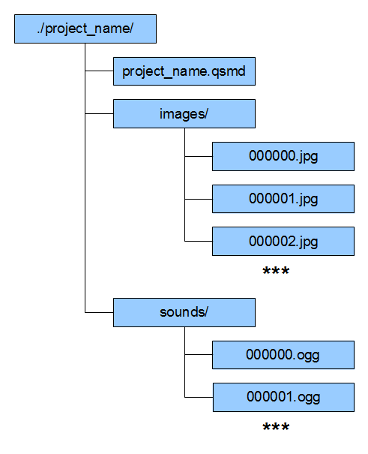 ./project_name/
project_name.qsmd
images/
000000.jpg
000001.jpg
000002.jpg
***
sounds/
000000.ogg
000001.ogg
***